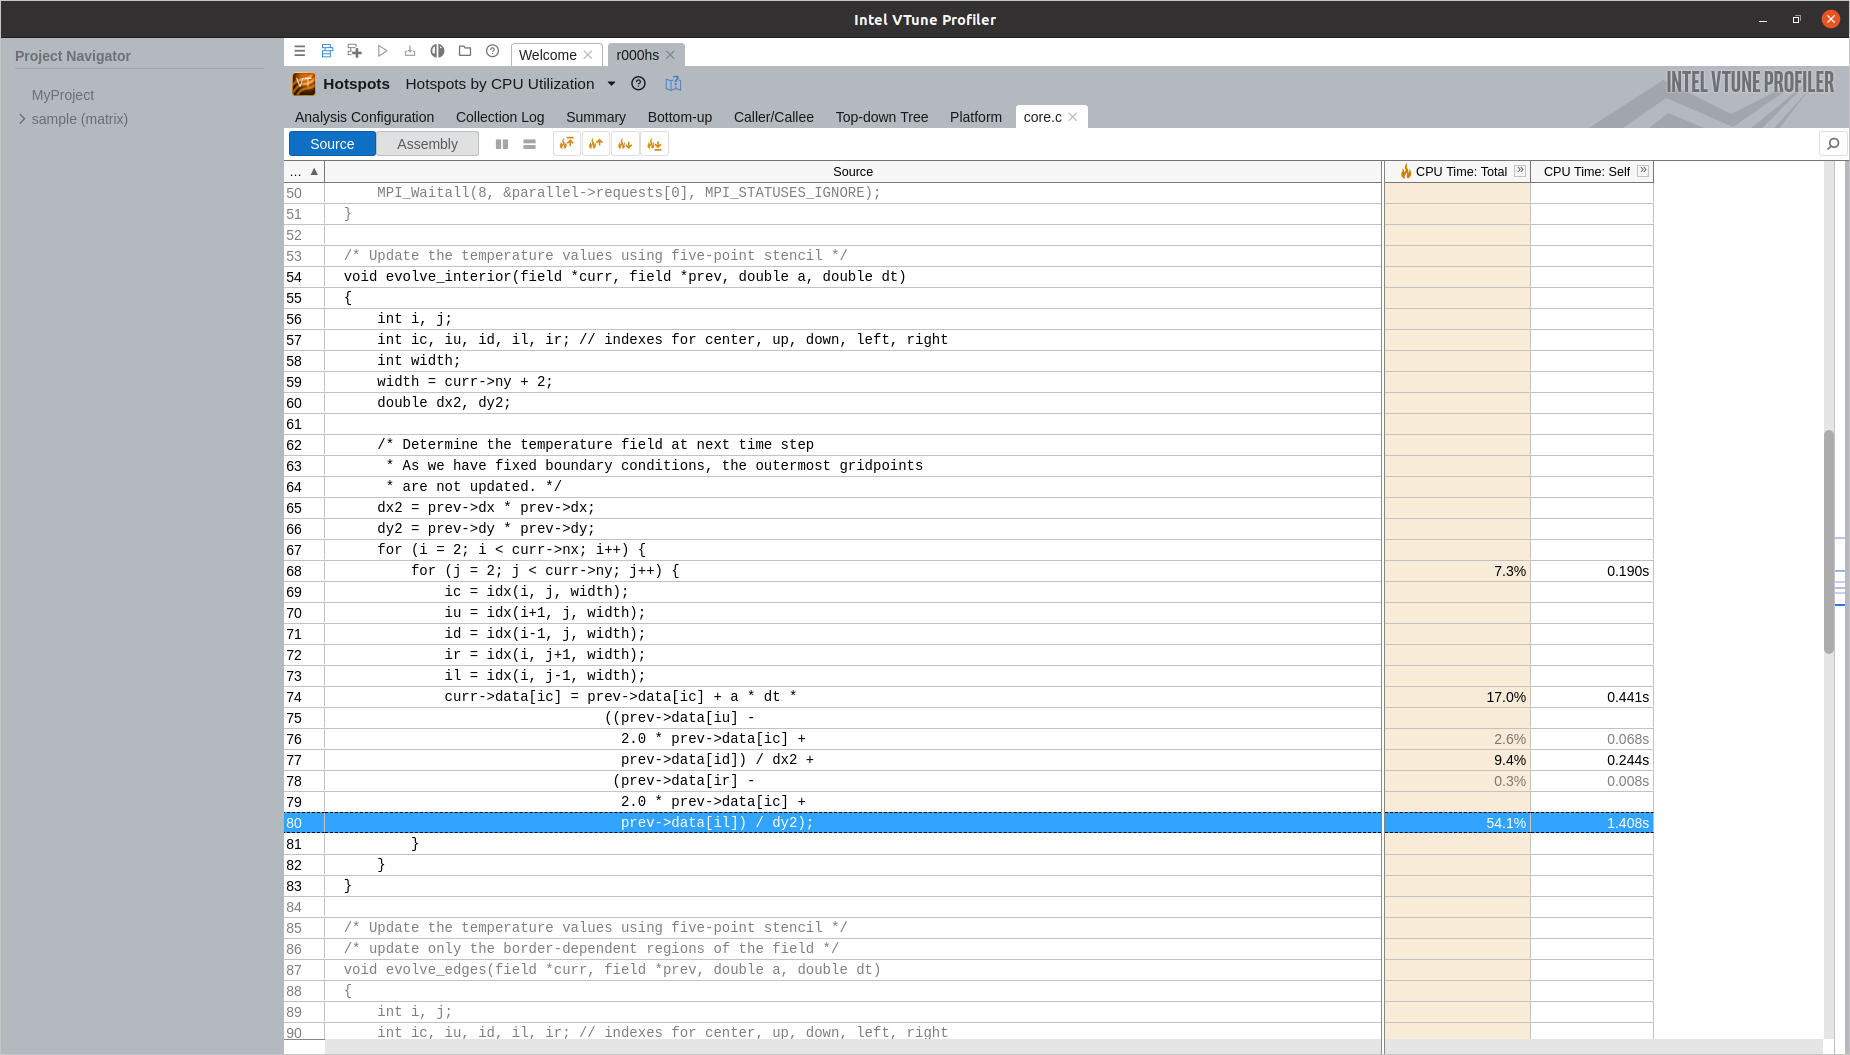 Intel VTune Profiler
Project Navigator
MyProject
sample (matrix)
Welcome
r000hs
Hotspots Hotspots by CPU Utilization
INTEL VTUNE PROFILER
Analysis Configuration Collection Log Summary Bottom-up Caller/Callee Top-down Tree Platform core.c
Source Assembly
... Source CPU Time: Total CPU Time: Self
50     MPI_Waitall(8, &parallel->requests[0], MPI_STATUSES_IGNORE);
51 }
52
53 /* Update the temperature values using five-point stencil */
54 void evolve_interior(field *curr, field *prev, double a, double dt)
55 {
56     int i, j;
57     int ic, iu, id, il, ir; // indexes for center, up, down, left, right
58     int width;
59     width = curr->ny + 2;
60     double dx2, dy2;
61
62     /* Determine the temperature field at next time step
63      * As we have fixed boundary conditions, the outermost gridpoints
64      * are not updated. */
65     dx2 = prev->dx * prev->dx;
66     dy2 = prev->dy * prev->dy;
67     for (i = 2; i < curr->nx; i++) {
68         for (j = 2; j < curr->ny; j++) { 7.3% 0.190s
69             ic = idx(i, j, width);
70             iu = idx(i+1, j, width);
71             id = idx(i-1, j, width);
72             ir = idx(i, j+1, width);
73             il = idx(i, j-1, width);
74             curr->data[ic] = prev->data[ic] + a * dt * 17.0% 0.441s
75                                ((prev->data[iu] -
76                                  2.0 * prev->data[ic] + 2.6% 0.068s
77                                  prev->data[id]) / dx2 + 9.4% 0.244s
78                                 (prev->data[ir] - 0.3% 0.008s
79                                  2.0 * prev->data[ic] +
80                                  prev->data[il]) / dy2); 54.1% 1.408s
81         }
82     }
83 }
84
85 /* Update the temperature values using five-point stencil */
86 /* update only the border-dependent regions of the field */
87 void evolve_edges(field *curr, field *prev, double a, double dt)
88 {
89     int i, j;
90     int ic, iu, id, il, ir; // indexes for center, up, down, left, right